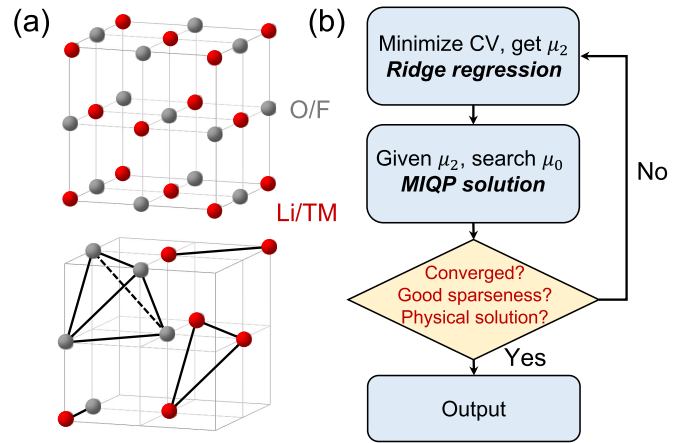 (a)
O/F
Li/TM
(b)
Minimize CV, get μ₂
Ridge regression
Given μ₂, search μ₀
MIQP solution
No
Converged?
Good sparseness?
Physical solution?
Yes
Output